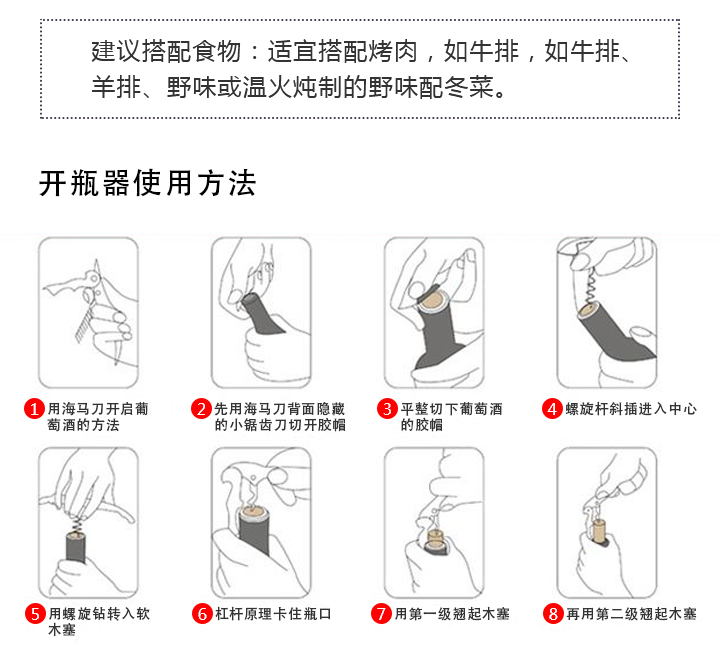 建议搭配食物：适宜搭配烤肉，如牛排，如牛排、
羊排、野味或温火炖制的野味配冬菜。
开瓶器使用方法
1 用海马刀开启葡
萄酒的方法
2 先用海马刀背面隐藏
的小锯齿刀切开胶帽
3 平整切下葡萄酒
的胶帽
4 螺旋杆斜插进入中心
5 用螺旋钻转入软
木塞
6 杠杆原理卡住瓶口
7 用第一级翘起木塞
8 再用第二级翘起木塞